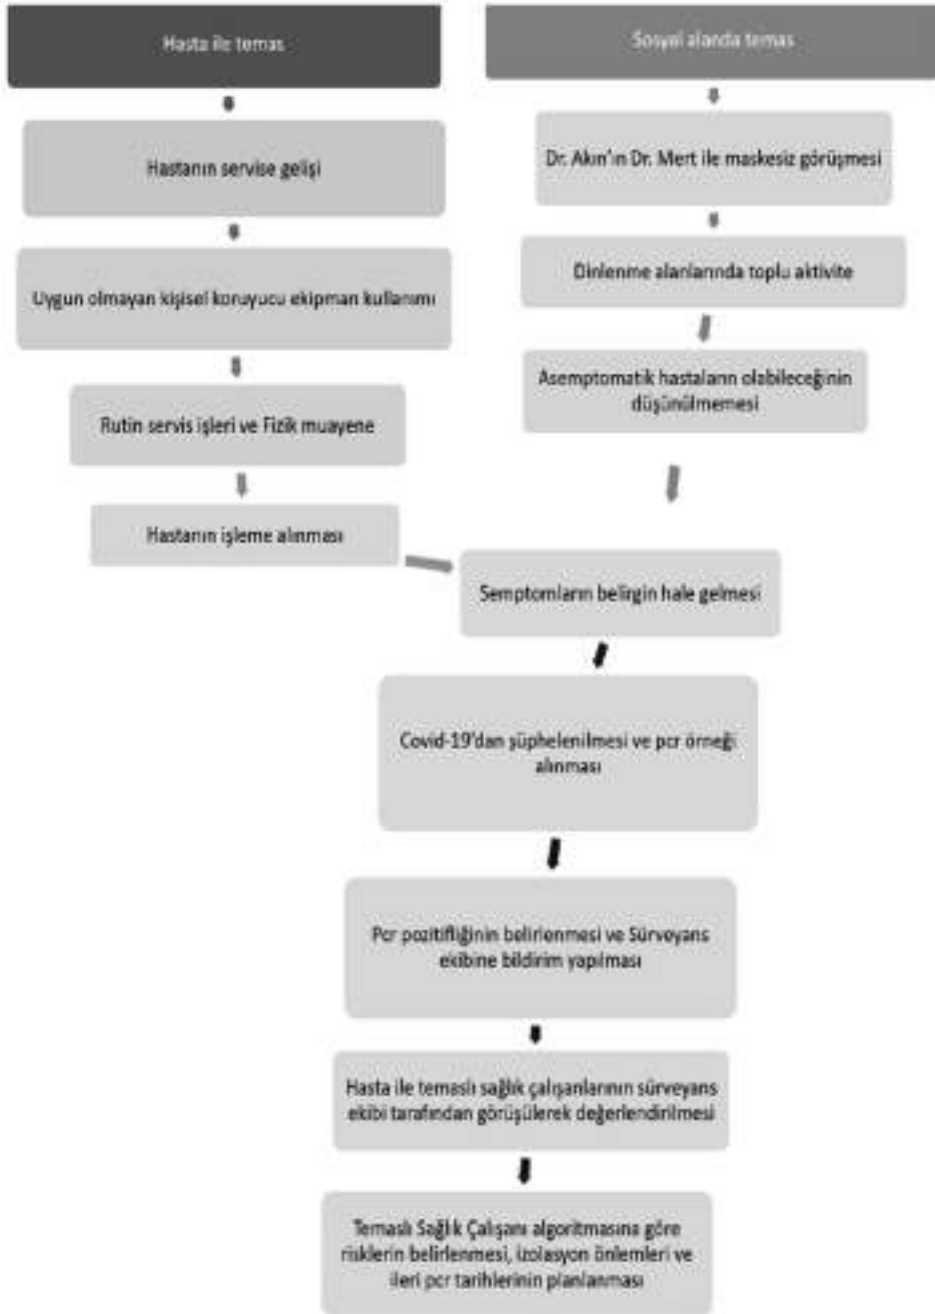 Hasta ile temas
Hastanın servise gelişi
Uygun olmayan kişisel koruyucu ekipman kullanımı
Rutin servis işleri ve Fizik muayene
Hastanın işleme alınması
Sosyal alanda temas
Dr. Akın'ın Dr. Mert ile maskesiz görüşmesi
Dinlenme alanlarında toplu aktivite
Asemptomatik hastaların olabileceğinin
düşünülmemesi
Semptomların belirgin hale gelmesi
Covid-19'dan şüphelenilmesi ve pcr örneği
alınması
Pcr pozitifliğinin belirlenmesi ve Sürveyans
ekibine bildirim yapılması
Hasta ile temaslı sağlık çalışanlarının sürveyans
ekibi tarafından görüşülerek değerlendirilmesi
Temaslı Sağlık Çalışanı algoritmasına göre
risklerin belirlenmesi, izolasyon önlemleri ve
ileri pcr tarihlerinin planlanması